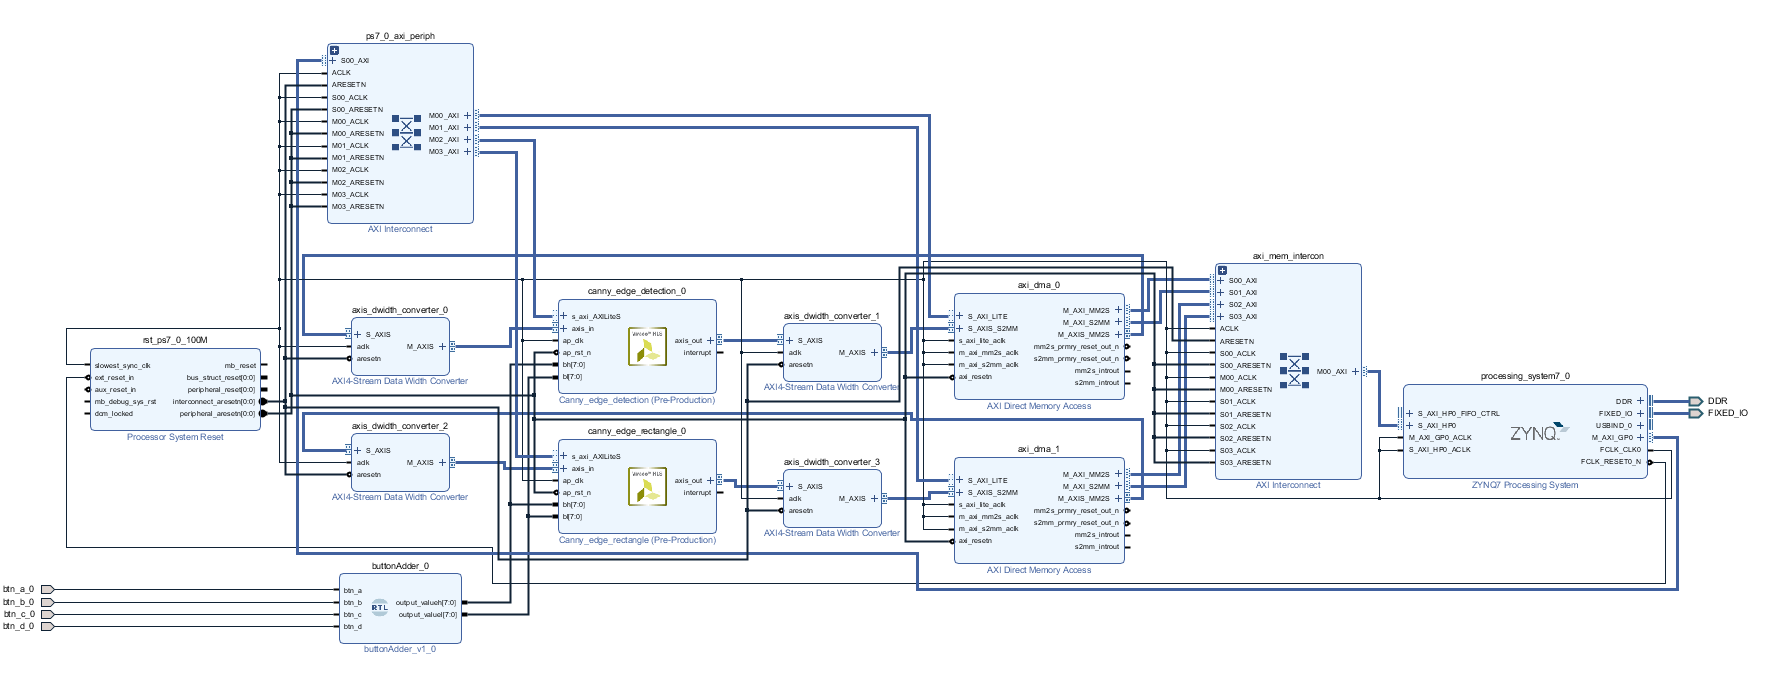 ps7_0_axi_periph
S00_AXI
ACLK
ARESETN
S00_ACLK
S00_ARESETN
M00_ACLK
M00_ARESETN
M01_ACLK
M01_ARESETN
M02_ACLK
M02_ARESETN
M03_ACLK
M03_ARESETN
M00_AXI
M01_AXI
M02_AXI
M03_AXI
AXI Interconnect
rst_ps7_0_100M
slowest_sync_clk
ext_reset_in
aux_reset_in
mb_debug_sys_rst
dcm_locked
mb_reset
bus_struct_reset[0:0]
peripheral_reset[0:0]
interconnect_aresetn[0:0]
peripheral_aresetn[0:0]
Processor System Reset
axis_dwidth_converter_0
S_AXIS
aclk
aresetn
M_AXIS
AXI4-Stream Data Width Converter
axis_dwidth_converter_2
S_AXIS
aclk
aresetn
M_AXIS
AXI4-Stream Data Width Converter
canny_edge_detection_0
s_axi_AXILiteS
axis_in
ap_clk
ap_rst_n
bh[7:0]
bl[7:0]
axis_out
interrupt
Vivado™ HLS
Canny_edge_detection (Pre-Production)
canny_edge_rectangle_0
s_axi_AXILiteS
axis_in
ap_clk
ap_rst_n
bh[7:0]
bl[7:0]
axis_out
interrupt
Vivado™ HLS
Canny_edge_rectangle (Pre-Production)
axis_dwidth_converter_1
S_AXIS
aclk
aresetn
M_AXIS
AXI4-Stream Data Width Converter
axis_dwidth_converter_3
S_AXIS
aclk
aresetn
M_AXIS
AXI4-Stream Data Width Converter
axi_dma_0
S_AXI_LITE
S_AXIS_S2MM
s_axi_lite_aclk
m_axi_mm2s_aclk
m_axi_s2mm_aclk
axi_resetn
M_AXI_MM2S
M_AXI_S2MM
M_AXIS_MM2S
mm2s_prmry_reset_out_n
s2mm_prmry_reset_out_n
mm2s_introut
s2mm_introut
AXI Direct Memory Access
axi_dma_1
S_AXI_LITE
S_AXIS_S2MM
s_axi_lite_aclk
m_axi_mm2s_aclk
m_axi_s2mm_aclk
axi_resetn
M_AXI_MM2S
M_AXI_S2MM
M_AXIS_MM2S
mm2s_prmry_reset_out_n
s2mm_prmry_reset_out_n
mm2s_introut
s2mm_introut
AXI Direct Memory Access
axi_mem_intercon
S00_AXI
S01_AXI
S02_AXI
S03_AXI
ACLK
ARESETN
S00_ACLK
S00_ARESETN
M00_ACLK
M00_ARESETN
S01_ACLK
S01_ARESETN
S02_ACLK
S02_ARESETN
S03_ACLK
S03_ARESETN
M00_AXI
AXI Interconnect
processing_system7_0
S_AXI_HP0_FIFO_CTRL
S_AXI_HP0
M_AXI_GP0_ACLK
S_AXI_HP0_ACLK
ZYNQ
DDR
FIXED_IO
USBIND_0
M_AXI_GP0
FCLK_CLK0
FCLK_RESET0_N
ZYNQ7 Processing System
DDR
FIXED_IO
btn_a_0
btn_b_0
btn_c_0
btn_d_0
buttonAdder_0
btn_a
btn_b
btn_c
btn_d
RTL
output_valueh[7:0]
output_valuel[7:0]
buttonAdder_v1_0